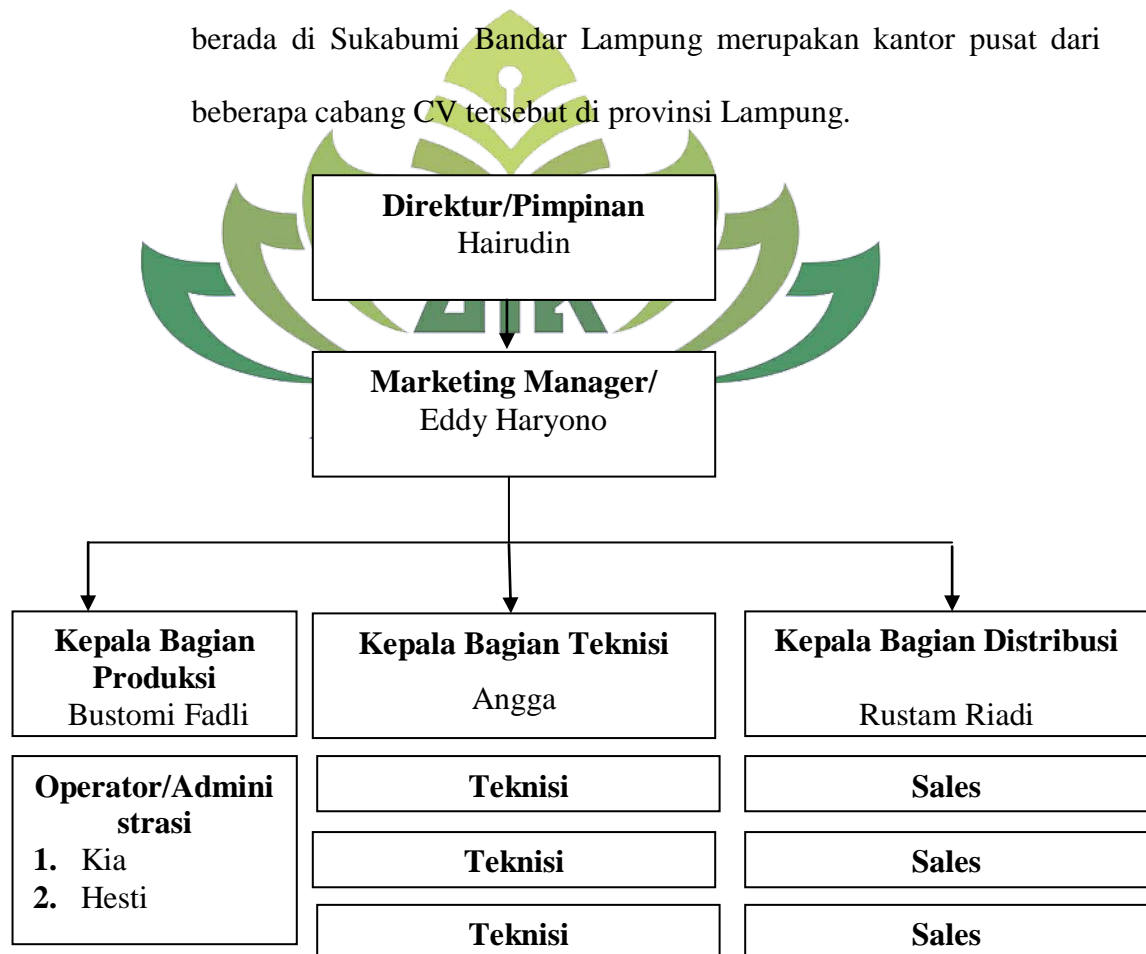 berada di Sukabumi Bandar Lampung merupakan kantor pusat dari
beberapa cabang CV tersebut di provinsi Lampung.
Direktur/Pimpinan
Hairudin
Marketing Manager/
Eddy Haryono
Kepala Bagian
Produksi
Bustomi Fadli
Kepala Bagian Teknisi
Angga
Kepala Bagian Distribusi
Rustam Riadi
Operator/Admini
strasi
1. Kia
2. Hesti
Teknisi
Sales
Teknisi
Sales
Teknisi
Sales